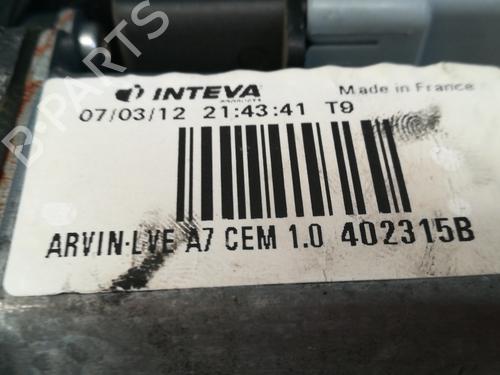 INTEVA
PRODUCTS
Made in France
07/03/12 21:43:41 T9
ARVIN-LVE A7 CEM 1.0 402315B
B-PARTS